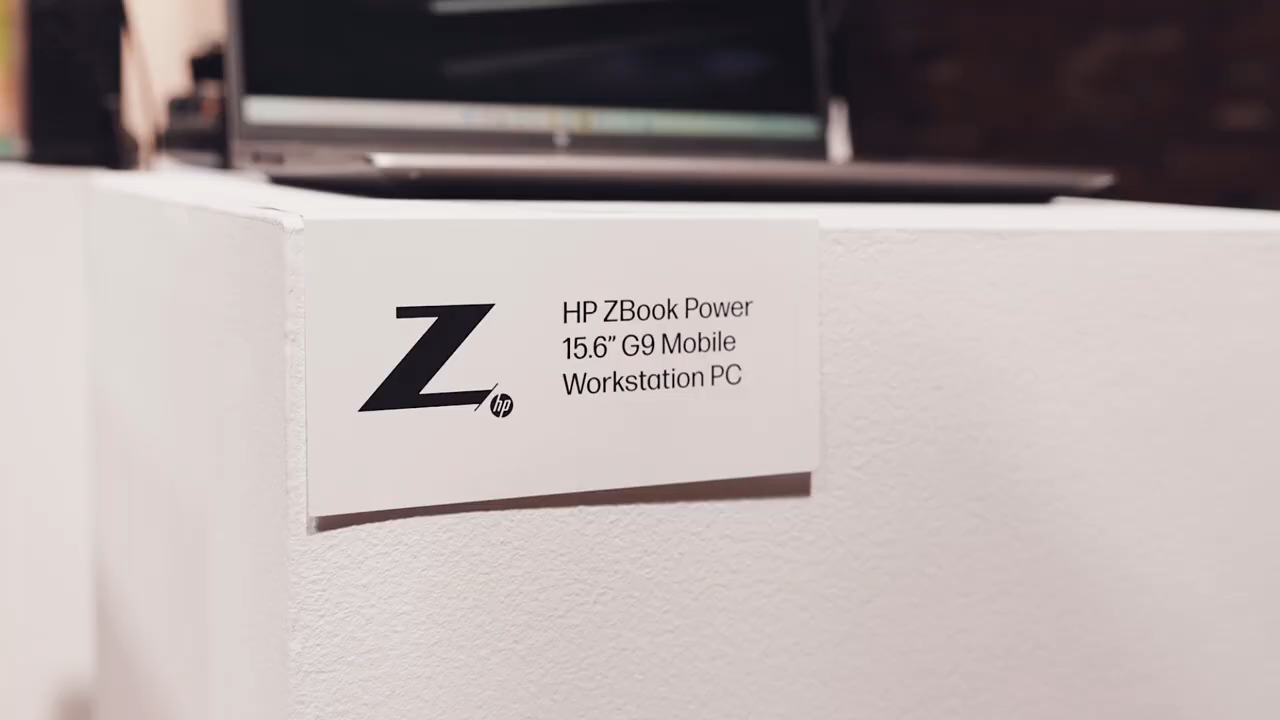 Z
hp
HP ZBook Power
15.6” G9 Mobile
Workstation PC